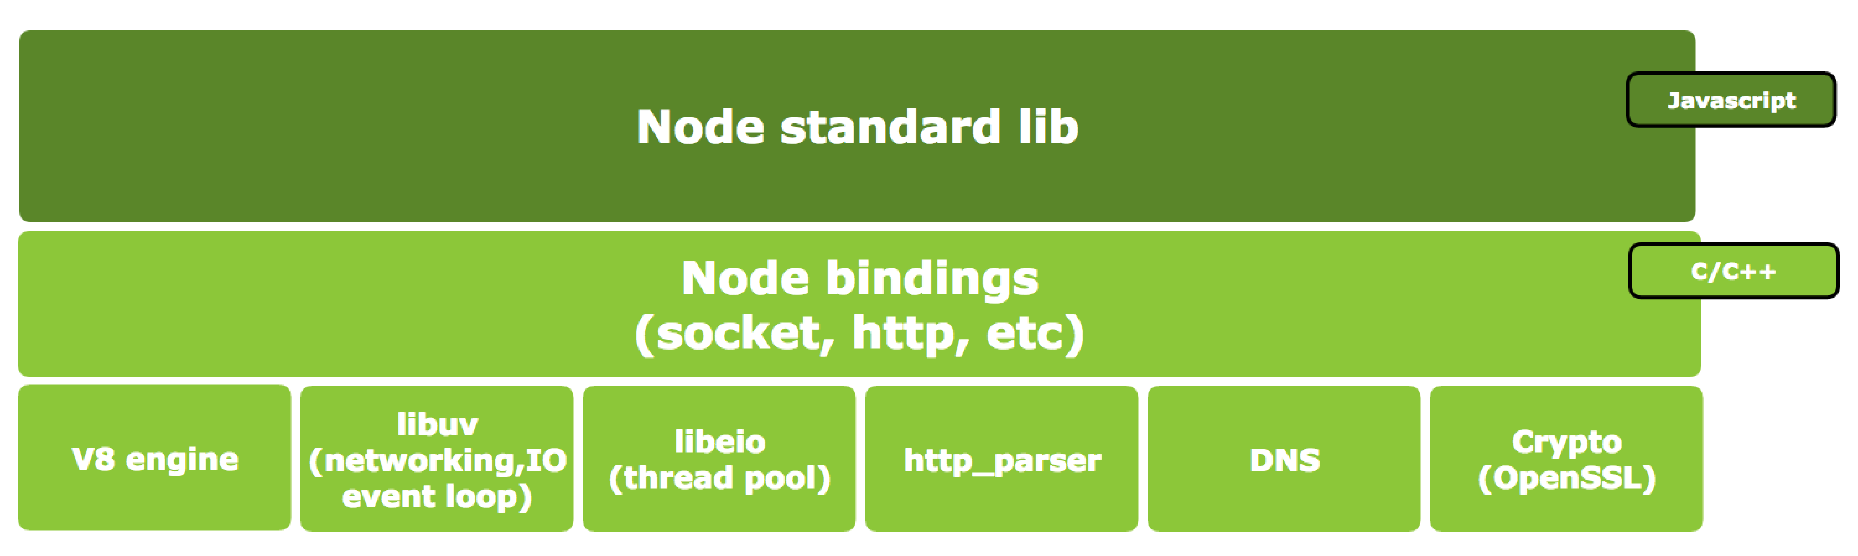 Node standard lib
Javascript
Node bindings
(socket, http, etc)
C/C++
V8 engine
libuv
(networking,IO
event loop)
libeio
(thread pool)
http_parser
DNS
Crypto
(OpenSSL)